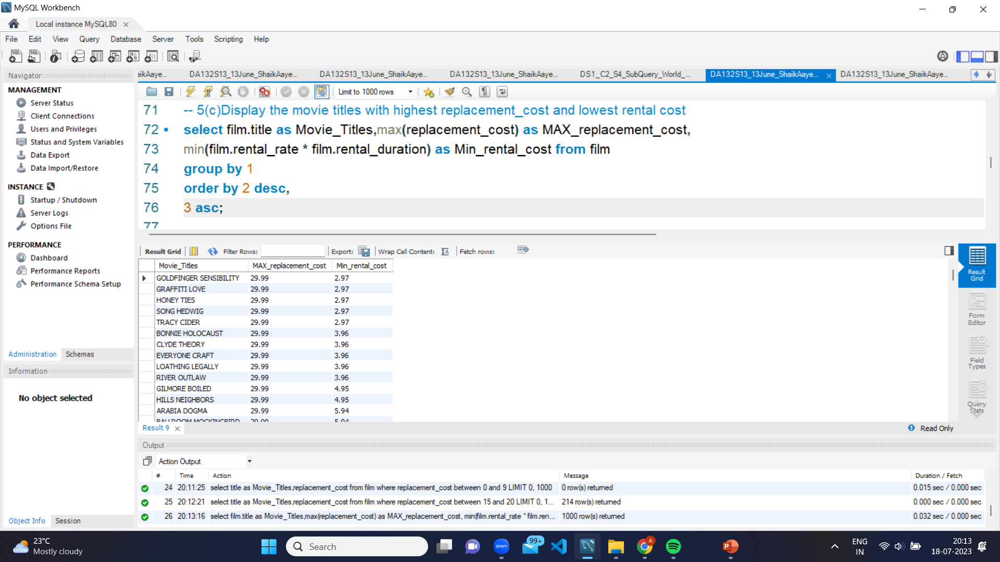 MySQL Workbench
Local instance MySQL80
File Edit View Query Database Server Tools Scripting Help
Navigator
MANAGEMENT
Server Status
Client Connections
Users and Privileges
Status and System Variables
Data Export
Data Import/Restore
INSTANCE
Startup / Shutdown
Server Logs
Options File
PERFORMANCE
Dashboard
Performance Reports
Performance Schema Setup
Administration Schemas
Information
No object selected
Object Info Session
aikAaye... DA132S13_13June_ShaikAaye... DA132S13_13June_ShaikAaye... DA132S13_13June_ShaikAaye... DS1_C2_S4_SubQuery_World_... DA132S13_13June_ShaikAaye... DA132S13_13June_ShaikAaye...
Limit to 1000 rows
71 -- 5(c)Display the movie titles with highest replacement_cost and lowest rental cost
72 select film.title as Movie_Titles,max(replacement_cost) as MAX_replacement_cost,
73 min(film.rental_rate * film.rental_duration) as Min_rental_cost from film
74 group by 1
75 order by 2 desc,
76 3 asc;
77
Result Grid Filter Rows: Export: Wrap Cell Content: Fetch rows:
Movie_Titles MAX_replacement_cost Min_rental_cost
GOLDFINGER SENSIBILITY 29.99 2.97
GRAFFITI LOVE 29.99 2.97
HONEY TIES 29.99 2.97
SONG HEDWIG 29.99 2.97
TRACY CIDER 29.99 2.97
BONNIE HOLOCAUST 29.99 3.96
CLYDE THEORY 29.99 3.96
EVERYONE CRAFT 29.99 3.96
LOATHING LEGALLY 29.99 3.96
RIVER OUTLAW 29.99 3.96
GILMORE BOILED 29.99 4.95
HILLS NEIGHBORS 29.99 4.95
ARABIA DOGMA 29.99 5.94
BALLROOM MOCKINGBIRD 29.99 5.94
Result Grid
Form Editor
Field Types
Query Stats
Result 9
Read Only
Output
Action Output
# Time Action Message Duration / Fetch
24 20:11:25 select title as Movie_Titles,replacement_cost from film where replacement_cost between 0 and 9 LIMIT 0, 1000 0 row(s) returned 0.015 sec / 0.000 sec
25 20:12:21 select title as Movie_Titles,replacement_cost from film where replacement_cost between 15 and 20 LIMIT 0, 1... 214 row(s) returned 0.000 sec / 0.000 sec
26 20:13:16 select film.title as Movie_Titles,max(replacement_cost) as MAX_replacement_cost, min(film.rental_rate * film.ren... 1000 row(s) returned 0.032 sec / 0.000 sec
23°C
Mostly cloudy
Search
zoom
99+
A
P
ENG
IN
20:13
18-07-2023